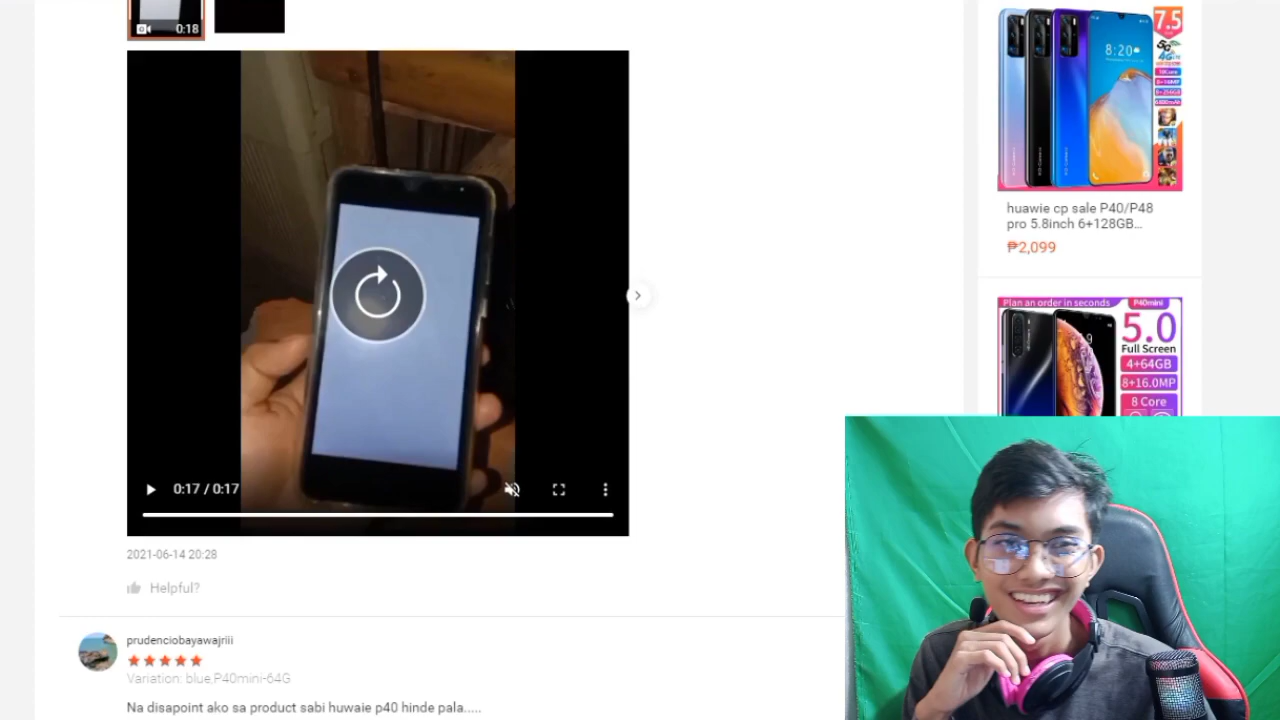 0:18
0:17 / 0:17
2021-06-14 20:28
Helpful?
prudenciobayawajriii
Variation: blue,P40mini-64G
Na disapoint ako sa product sabi huwaie p40 hinde pala.....
7.5
8:20
huawie cp sale P40/P48
pro 5.8inch 6+128GB...
₱2,099
Plan an order in seconds
P40mini
5.0
Full Screen
4+64GB
8+16.0MP
8 Core